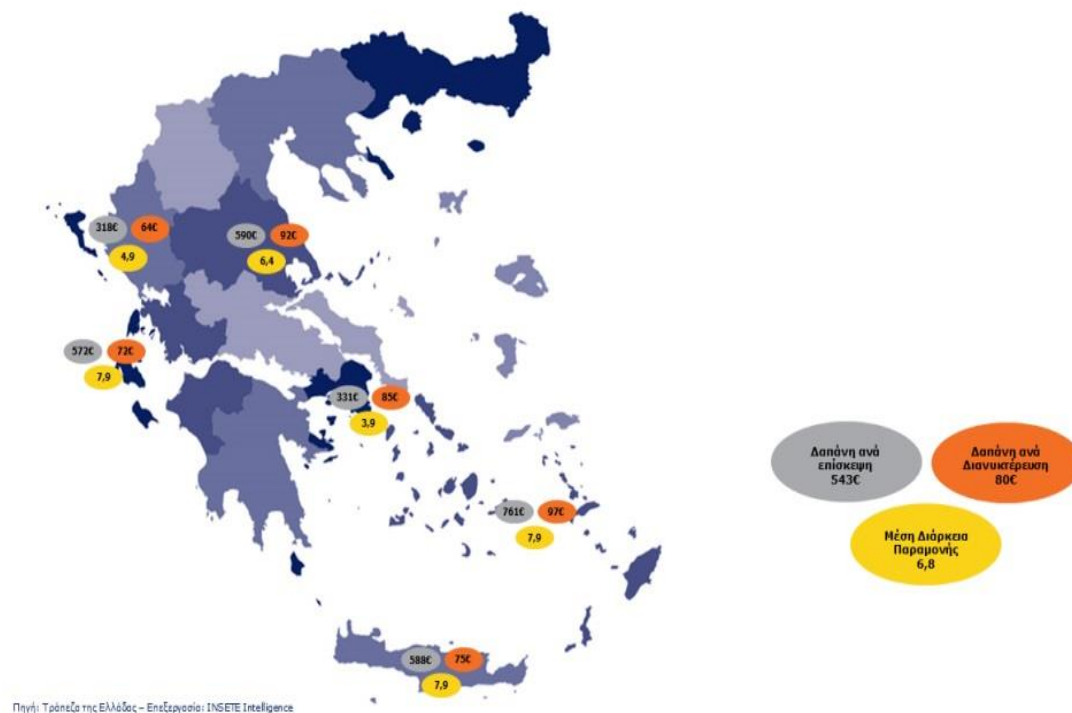 318€ 64€
4,9
590€ 92€
6,4
572€ 72€
7,9
331€ 85€
3,9
761€ 97€
7,9
588€ 75€
7,9
Δαπάνη ανά
επίσκεψη
543€
Δαπάνη ανά
Διανυκτέρευση
80€
Μέση Διάρκεια
Παραμονής
6,8
Πηγή: Τράπεζα της Ελλάδας – Επεξεργασία: INSETE Intelligence